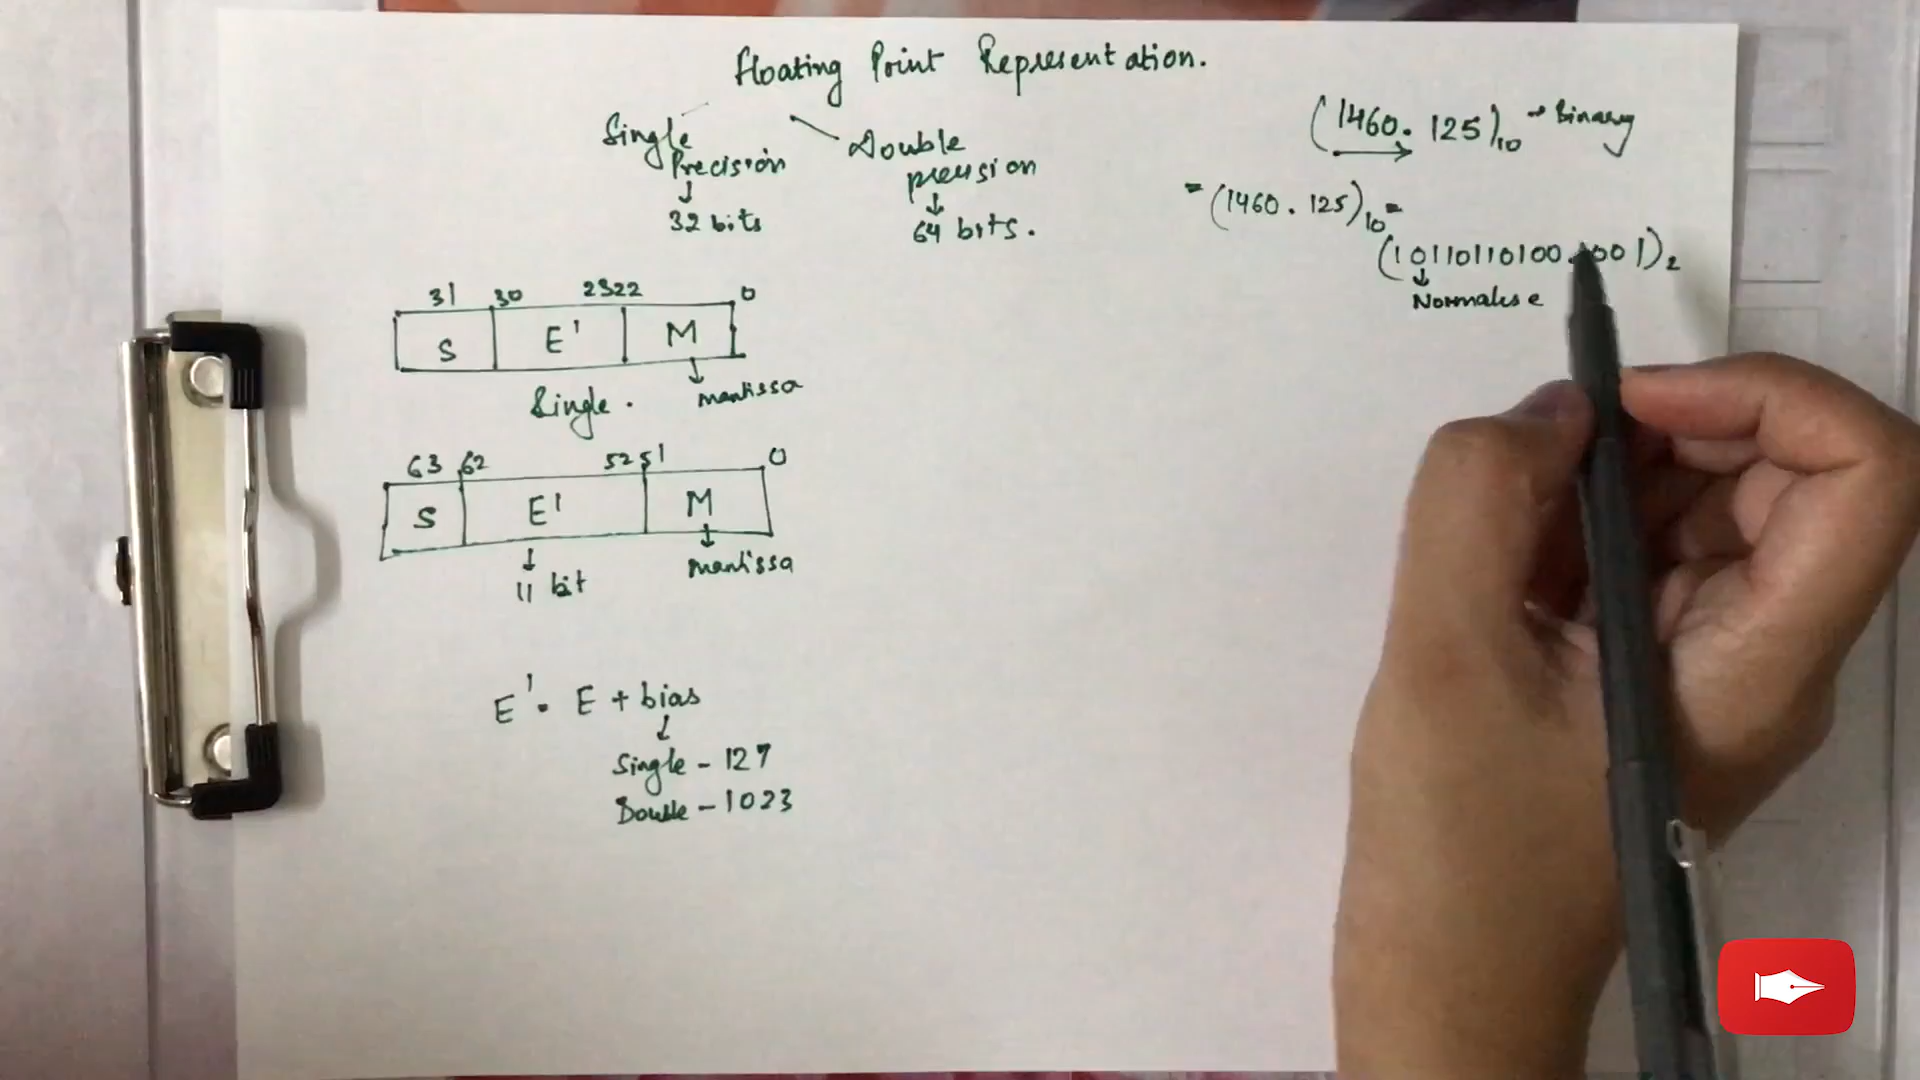 Floating Point Representation.
Single
Precision
↓
32 bits
Double
precision
↓
64 bits.
31 30 2322 0
S E' M
↓
mantissa
Single.
63 62 52 51 0
S E' M
↓
11 bit
↓
mantissa
E' = E + bias
↓
Single - 127
Double - 1023
(1460.125)10 → Binary
= (1460.125)10 =
(10110110100.001)2
↓
Normalise